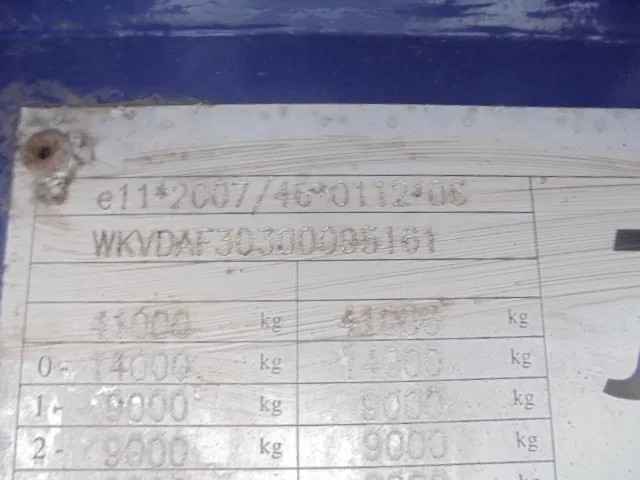 e11*2007/46*0112*06
WKVDAF30300095161
41000 kg 41000 kg
0- 14000 kg 14000 kg
1- 9000 kg 9000 kg
2- 9000 kg 9000 kg